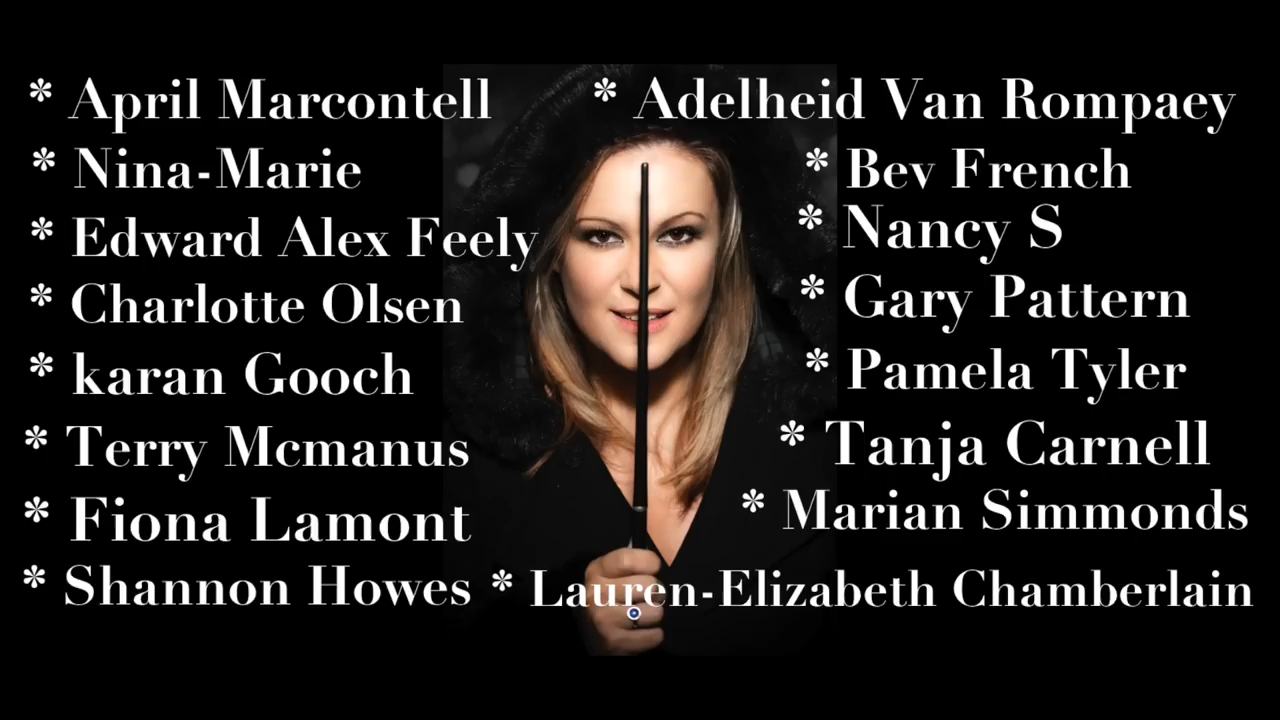 * April Marcontell
* Nina-Marie
* Edward Alex Feely
* Charlotte Olsen
* karan Gooch
* Terry Mcmanus
* Fiona Lamont
* Shannon Howes
* Adelheid Van Rompaey
* Bev French
* Nancy S
* Gary Pattern
* Pamela Tyler
* Tanja Carnell
* Marian Simmonds
* Lauren-Elizabeth Chamberlain